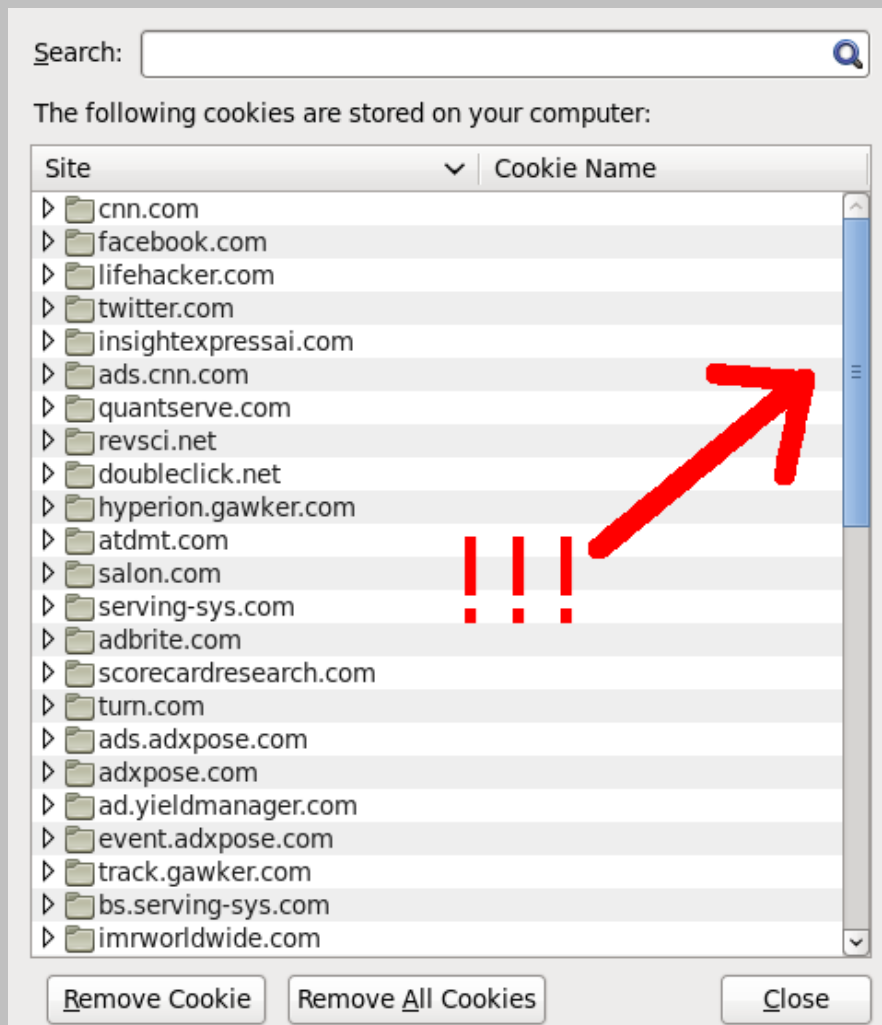 Search:
The following cookies are stored on your computer:
Site Cookie Name
cnn.com
facebook.com
lifehacker.com
twitter.com
insightexpressai.com
ads.cnn.com
quantserve.com
revsci.net
doubleclick.net
hyperion.gawker.com
atdmt.com
salon.com
serving-sys.com
adbrite.com
scorecardresearch.com
turn.com
ads.adxpose.com
adxpose.com
ad.yieldmanager.com
event.adxpose.com
track.gawker.com
bs.serving-sys.com
imrworldwide.com
!!!
Remove Cookie Remove All Cookies Close